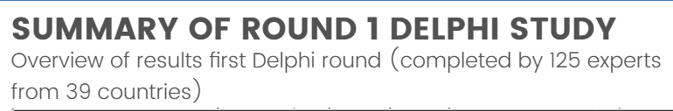 SUMMARY OF ROUND 1 DELPHI STUDY
Overview of results first Delphi round (completed by 125 experts
from 39 countries)